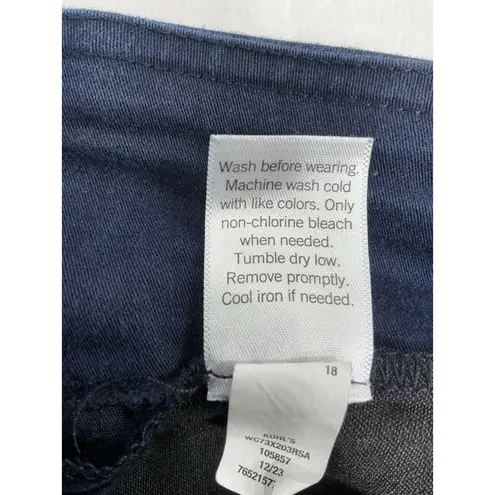 Wash before wearing.
Machine wash cold
with like colors. Only
non-chlorine bleach
when needed.
Tumble dry low.
Remove promptly.
Cool iron if needed.
18
KOHL'S
WC73X203RSA
105857
12/23
7652157